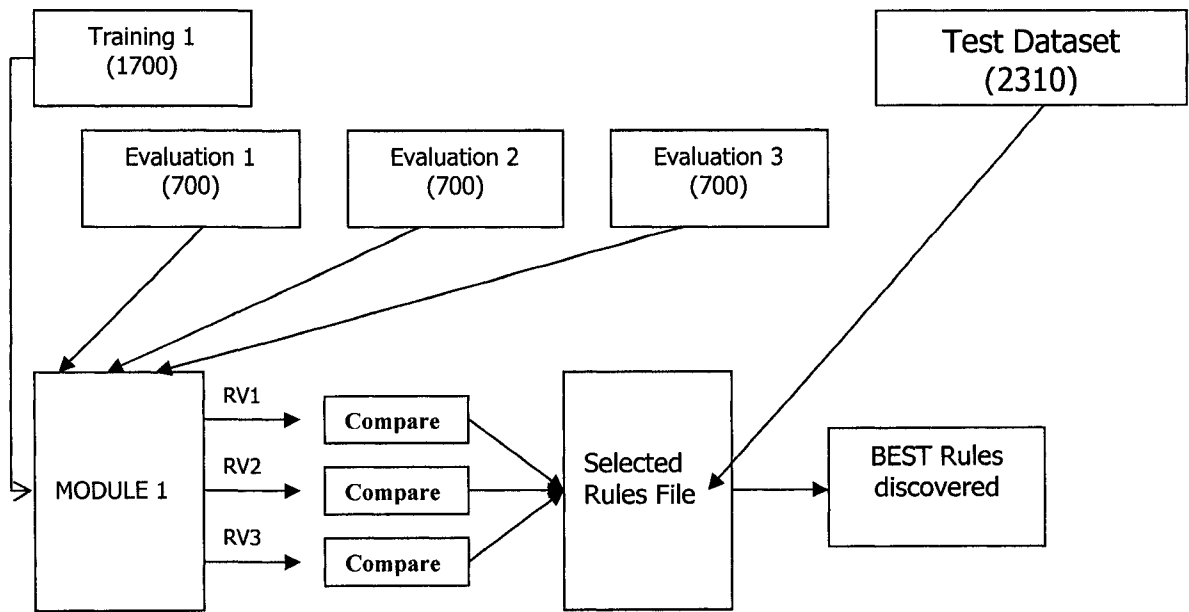 Training 1
(1700)
Test Dataset
(2310)
Evaluation 1
(700)
Evaluation 2
(700)
Evaluation 3
(700)
MODULE 1
RV1
RV2
RV3
Compare
Compare
Compare
Selected
Rules File
BEST Rules
discovered